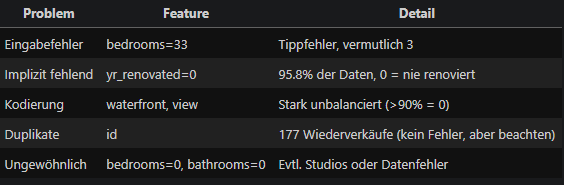 Problem Feature Detail
Eingabefehler bedrooms=33 Tippfehler, vermutlich 3
Implizit fehlend yr_renovated=0 95.8% der Daten, 0 = nie renoviert
Kodierung waterfront, view Stark unbalanciert (>90% = 0)
Duplikate id 177 Wiederverkäufe (kein Fehler, aber beachten)
Ungewöhnlich bedrooms=0, bathrooms=0 Evtl. Studios oder Datenfehler